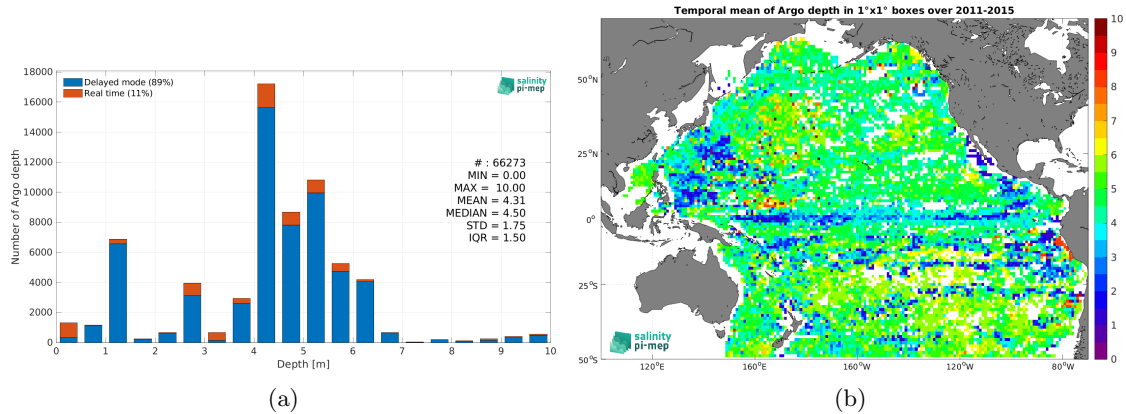 Delayed mode (89%)
Real time (11%)
salinity
pi-mep
# : 66273
MIN = 0.00
MAX = 10.00
MEAN = 4.31
MEDIAN = 4.50
STD = 1.75
IQR = 1.50
Number of Argo depth
18000
16000
14000
12000
10000
8000
6000
4000
2000
0
0 1 2 3 4 5 6 7 8 9 10
Depth [m]
(a)
Temporal mean of Argo depth in 1°x1° boxes over 2011-2015
50°N
25°N
0°
25°S
50°S
120°E 160°E 160°W 120°W 80°W
salinity
pi-mep
10
9
8
7
6
5
4
3
2
1
0
(b)